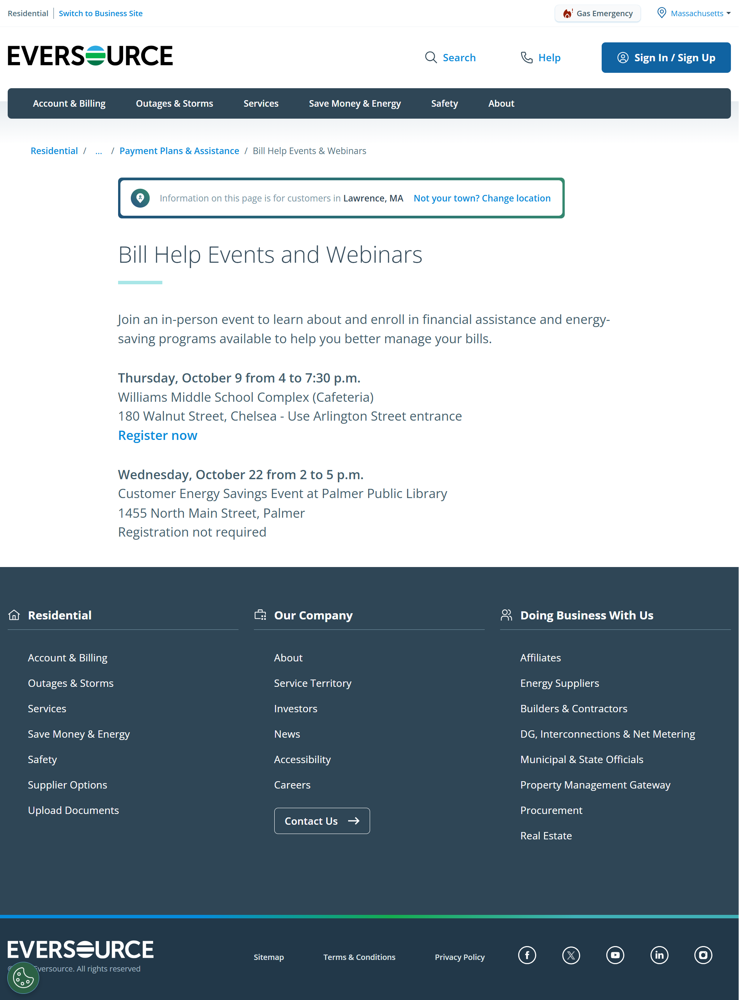 Residential
Switch to Business Site
Gas Emergency
Massachusetts
EVERSOURCE
Search
Help
Sign In / Sign Up
Account & Billing
Outages & Storms
Services
Save Money & Energy
Safety
About
Residential / ... / Payment Plans & Assistance / Bill Help Events & Webinars
Information on this page is for customers in Lawrence, MA Not your town? Change location
Bill Help Events and Webinars
Join an in-person event to learn about and enroll in financial assistance and energy-
saving programs available to help you better manage your bills.
Thursday, October 9 from 4 to 7:30 p.m.
Williams Middle School Complex (Cafeteria)
180 Walnut Street, Chelsea - Use Arlington Street entrance
Register now
Wednesday, October 22 from 2 to 5 p.m.
Customer Energy Savings Event at Palmer Public Library
1455 North Main Street, Palmer
Registration not required
Residential
Account & Billing
Outages & Storms
Services
Save Money & Energy
Safety
Supplier Options
Upload Documents
Our Company
About
Service Territory
Investors
News
Accessibility
Careers
Contact Us
Doing Business With Us
Affiliates
Energy Suppliers
Builders & Contractors
DG, Interconnections & Net Metering
Municipal & State Officials
Property Management Gateway
Procurement
Real Estate
EVERSOURCE
Eversource. All rights reserved
Sitemap
Terms & Conditions
Privacy Policy